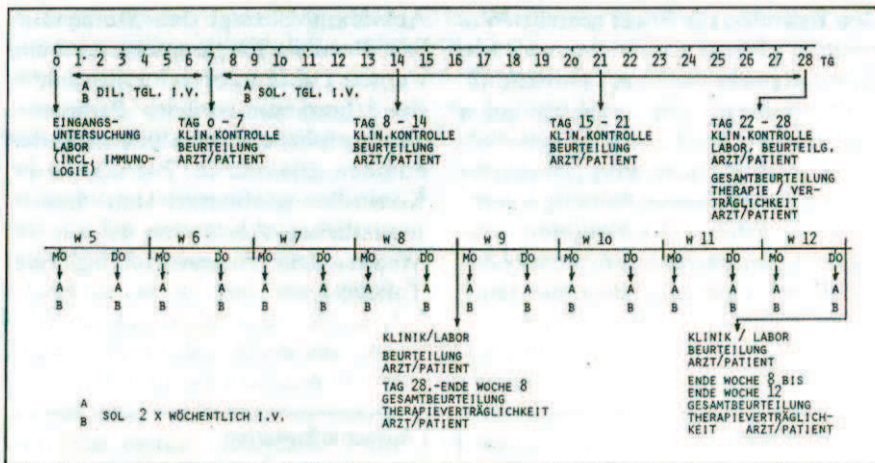 0 1 2 3 4 5 6 7 8 9 10 11 12 13 14 15 16 17 18 19 20 21 22 23 24 25 26 27 28 TG
A DIL. TGL. I.V.
B
A SOL. TGL. I.V.
B
EINGANGS-
UNTERSUCHUNG
LABOR
(INCL. IMMUNO-
LOGIE)
TAG 0 - 7
KLIN.KONTROLLE
BEURTEILUNG
ARZT/PATIENT
TAG 8 - 14
KLIN.KONTROLLE
BEURTEILUNG
ARZT/PATIENT
TAG 15 - 21
KLIN.KONTROLLE
BEURTEILUNG
ARZT/PATIENT
TAG 22 - 28
KLIN.KONTROLLE
LABOR, BEURTEILG.
ARZT/PATIENT
GESAMTBEURTEILUNG
THERAPIE / VER-
TRÄGLICHKEIT
ARZT/PATIENT
W 5 W 6 W 7 W 8 W 9 W 10 W 11 W 12
MO DO MO DO MO DO MO DO MO DO MO DO MO DO MO DO
A A A A A A A A A A A A A A A A
B B B B B B B B B B B B B B B B
KLINIK/LABOR
BEURTEILUNG
ARZT/PATIENT
TAG 28.-ENDE WOCHE 8
GESAMTBEURTEILUNG
THERAPIEVERTRÄGLICHKEIT
ARZT/PATIENT
KLINIK / LABOR
BEURTEILUNG
ARZT/PATIENT
ENDE WOCHE 8 BIS
ENDE WOCHE 12
GESAMTBEURTEILUNG
THERAPIEVERTRÄGLICH-
KEIT ARZT/PATIENT
A SOL 2 X WÖCHENTLICH I.V.
B